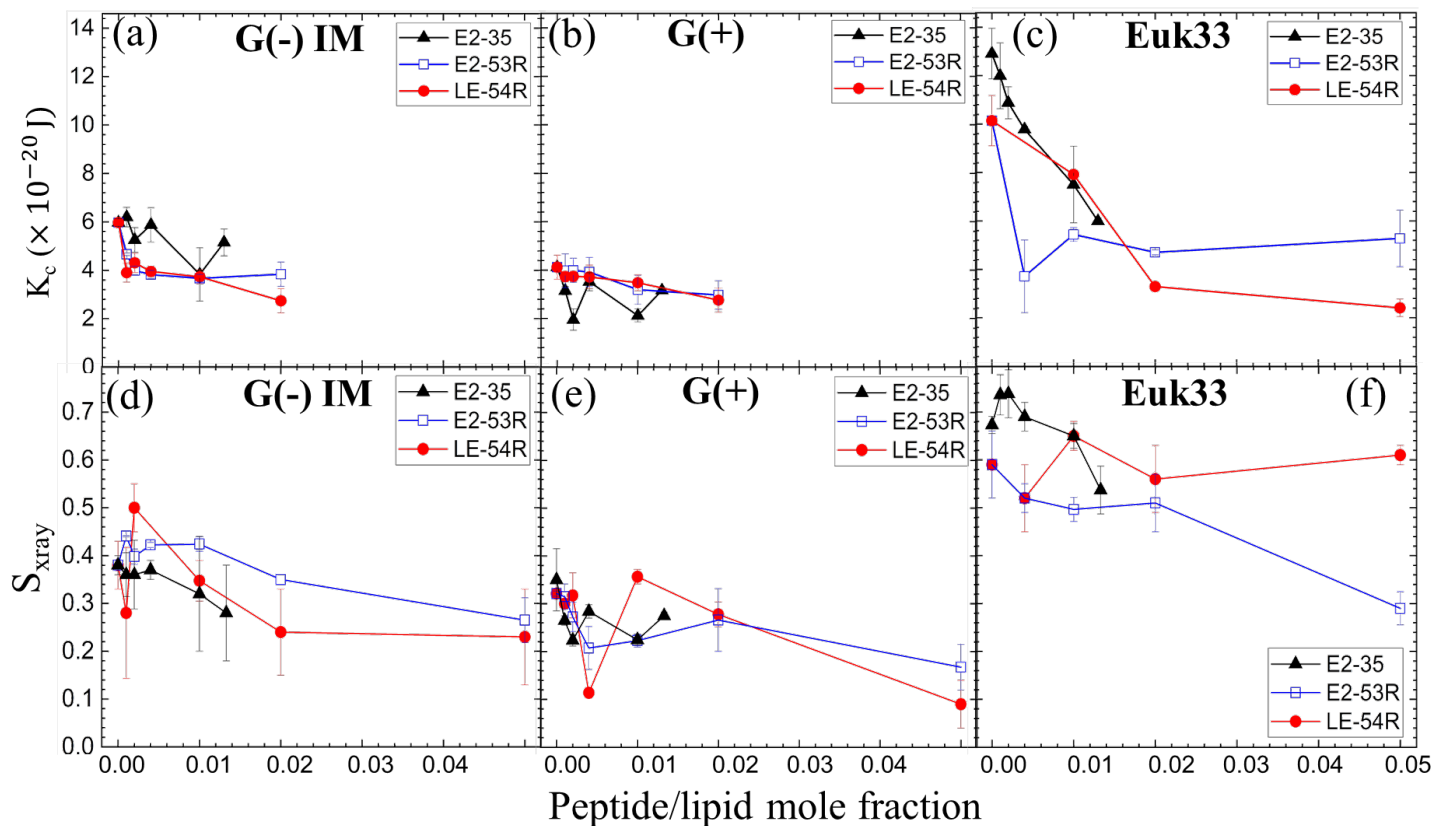 (a) G(-) IM
E2-35
E2-53R
LE-54R
(b) G(+)
E2-35
E2-53R
LE-54R
(c) Euk33
E2-35
E2-53R
LE-54R
K_c (× 10^{-20} J)
14
12
10
8
6
4
2
0
(d) G(-) IM
E2-35
E2-53R
LE-54R
(e) G(+)
E2-35
E2-53R
LE-54R
Euk33 (f)
E2-35
E2-53R
LE-54R
S_{xray}
0.7
0.6
0.5
0.4
0.3
0.2
0.1
0.0
0.00 0.01 0.02 0.03 0.04
0.00 0.01 0.02 0.03 0.04
0.00 0.01 0.02 0.03 0.04 0.05
Peptide/lipid mole fraction